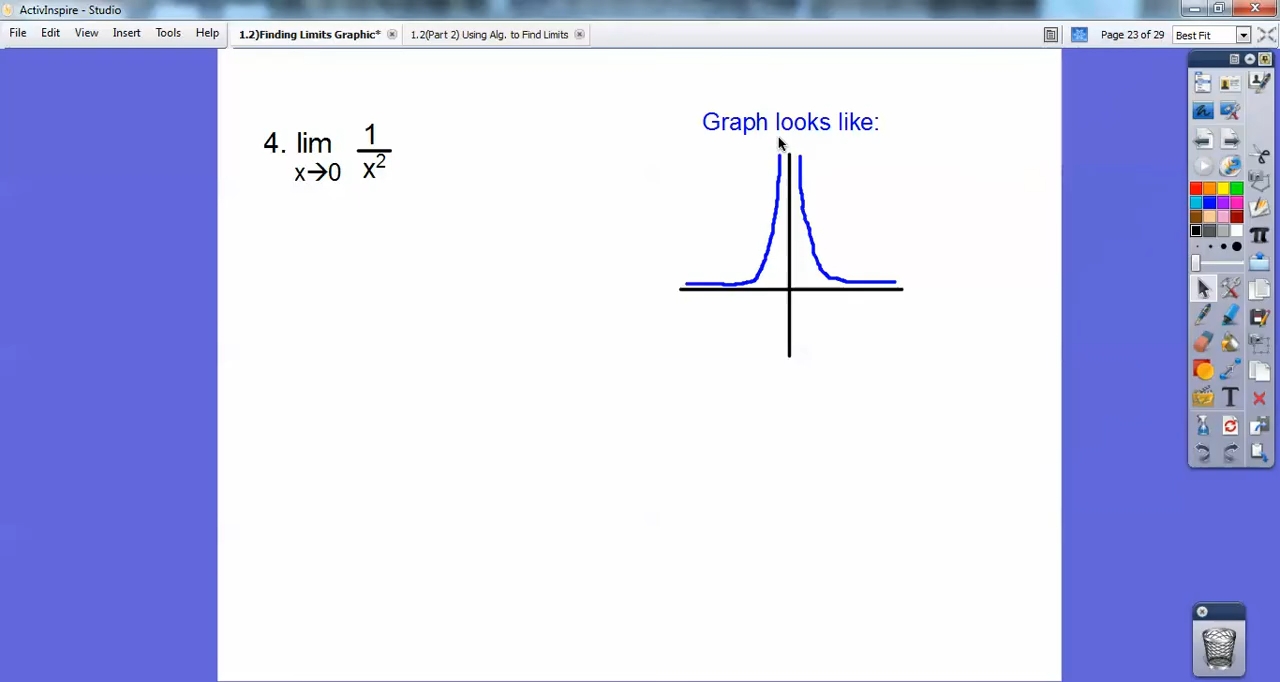 ActivInspire - Studio
File Edit View Insert Tools Help
1.2)Finding Limits Graphic*
1.2(Part 2) Using Alg. to Find Limits
Page 23 of 29
Best Fit
4. lim 1
x→0 x²
Graph looks like: